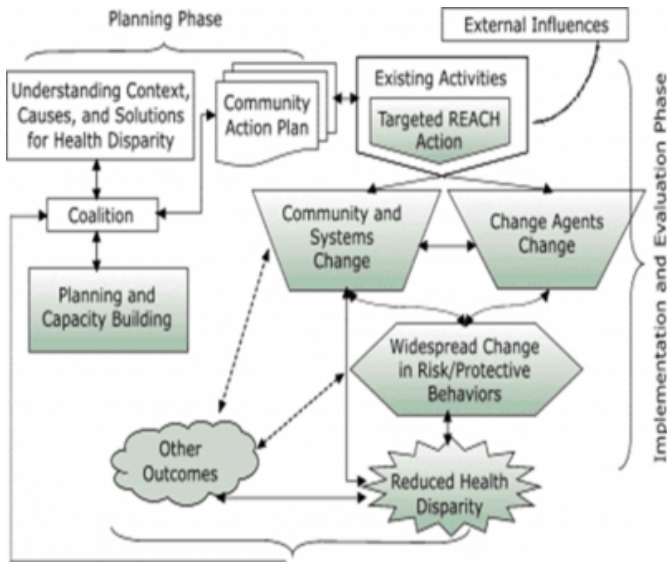 Planning Phase
External Influences
Understanding Context,
Causes, and Solutions
for Health Disparity
Community
Action Plan
Existing Activities
Targeted REACH
Action
Coalition
Community and
Systems
Change
Change Agents
Change
Planning and
Capacity Building
Widespread Change
in Risk/Protective
Behaviors
Other
Outcomes
Reduced Health
Disparity
Implementation and Evaluation Phase